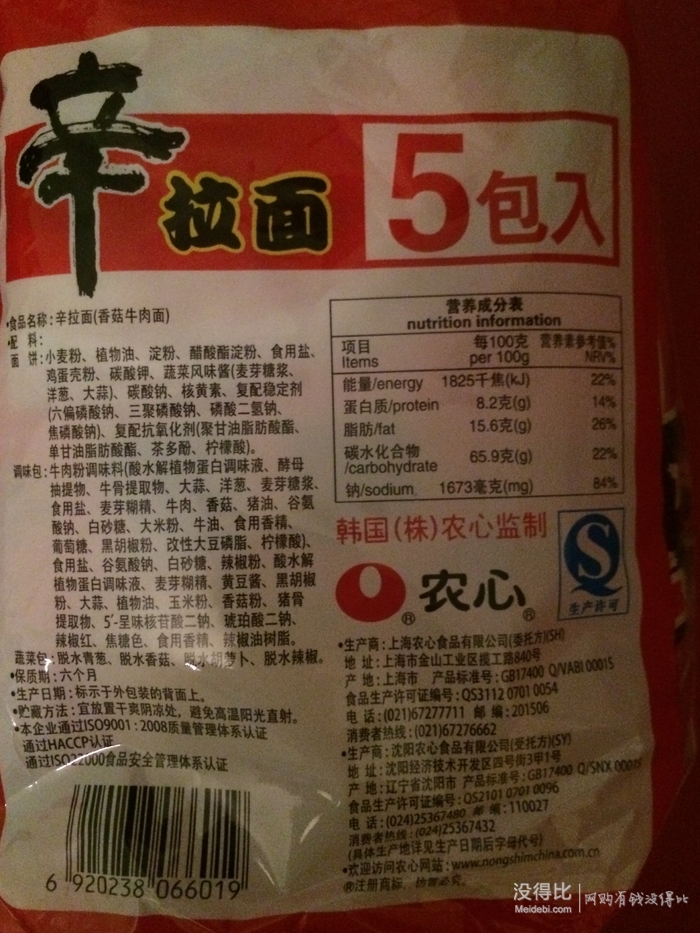 辛拉面
5包入
•食品名称:辛拉面(香菇牛肉面)
•配 料:
面 饼:小麦粉、植物油、淀粉、醋酸酯淀粉、食用盐、
鸡蛋壳粉、碳酸钾、蔬菜风味酱(麦芽糖浆、
洋葱、大蒜)、碳酸钠、核黄素、复配稳定剂
(六偏磷酸钠、三聚磷酸钠、磷酸二氢钠、
焦磷酸钠)、复配抗氧化剂(聚甘油脂肪酸酯、
单甘油脂肪酸酯、茶多酚、柠檬酸)。
调味包:牛肉粉调味料(酸水解植物蛋白调味液、酵母
抽提物、牛骨提取物、大蒜、洋葱、麦芽糖浆、
食用盐、麦芽糊精、牛肉、香菇、猪油、谷氨
酸钠、白砂糖、大米粉、牛油、食用香精、
葡萄糖、黑胡椒粉、改性大豆磷脂、柠檬酸)、
食用盐、谷氨酸钠、白砂糖、辣椒粉、酸水解
植物蛋白调味液、麦芽糊精、黄豆酱、黑胡椒
粉、大蒜、植物油、玉米粉、香菇粉、猪骨
提取物、5′-呈味核苷酸二钠、琥珀酸二钠、
辣椒红、焦糖色、食用香精、辣椒油树脂。
蔬菜包:脱水青葱、脱水香菇、脱水胡萝卜、脱水辣椒。
•保质期:六个月
•生产日期:标示于外包装的背面上。
•贮藏方法:宜放置干爽阴凉处,避免高温阳光直射。
•本企业通过ISO9001:2008质量管理体系认证
通过HACCP认证
通过ISO22000食品安全管理体系认证
6 920238 066019
营养成分表
nutrition information
项目 每100克 营养素参考值%
Items per 100g NRV%
能量/energy 1825千焦(kJ) 22%
蛋白质/protein 8.2克(g) 14%
脂肪/fat 15.6克(g) 26%
碳水化合物 65.9克(g) 22%
/carbohydrate
钠/sodium 1673毫克(mg) 84%
韩国(株)农心监制
农心
生产许可
•生产商:上海农心食品有限公司(委托方)(SH)
地 址:上海市金山工业区揽工路840号
产 地:上海市 产品标准号:GB17400 Q/VABI 0001S
食品生产许可证编号:QS3112 0701 0054
电 话:(021)67277711 邮 编:201506
消费者热线:(021)67276662
•生产商:沈阳农心食品有限公司(受托方)(SY)
地 址:沈阳经济技术开发区四号街3甲1号
产 地:辽宁省沈阳市 产品标准号:GB17400 Q/SNX 0001S
食品生产许可证编号:QS2101 0701 0096
电 话:(024)25367480 邮 编:110027
消费者热线:(024)25367432
(具体生产地详见生产日期后字母代号)
•欢迎访问农心网站:www.nongshimchina.com.cn
®注册商标,仿冒必究。
没得比
Meidebi.com
网购有钱没得比